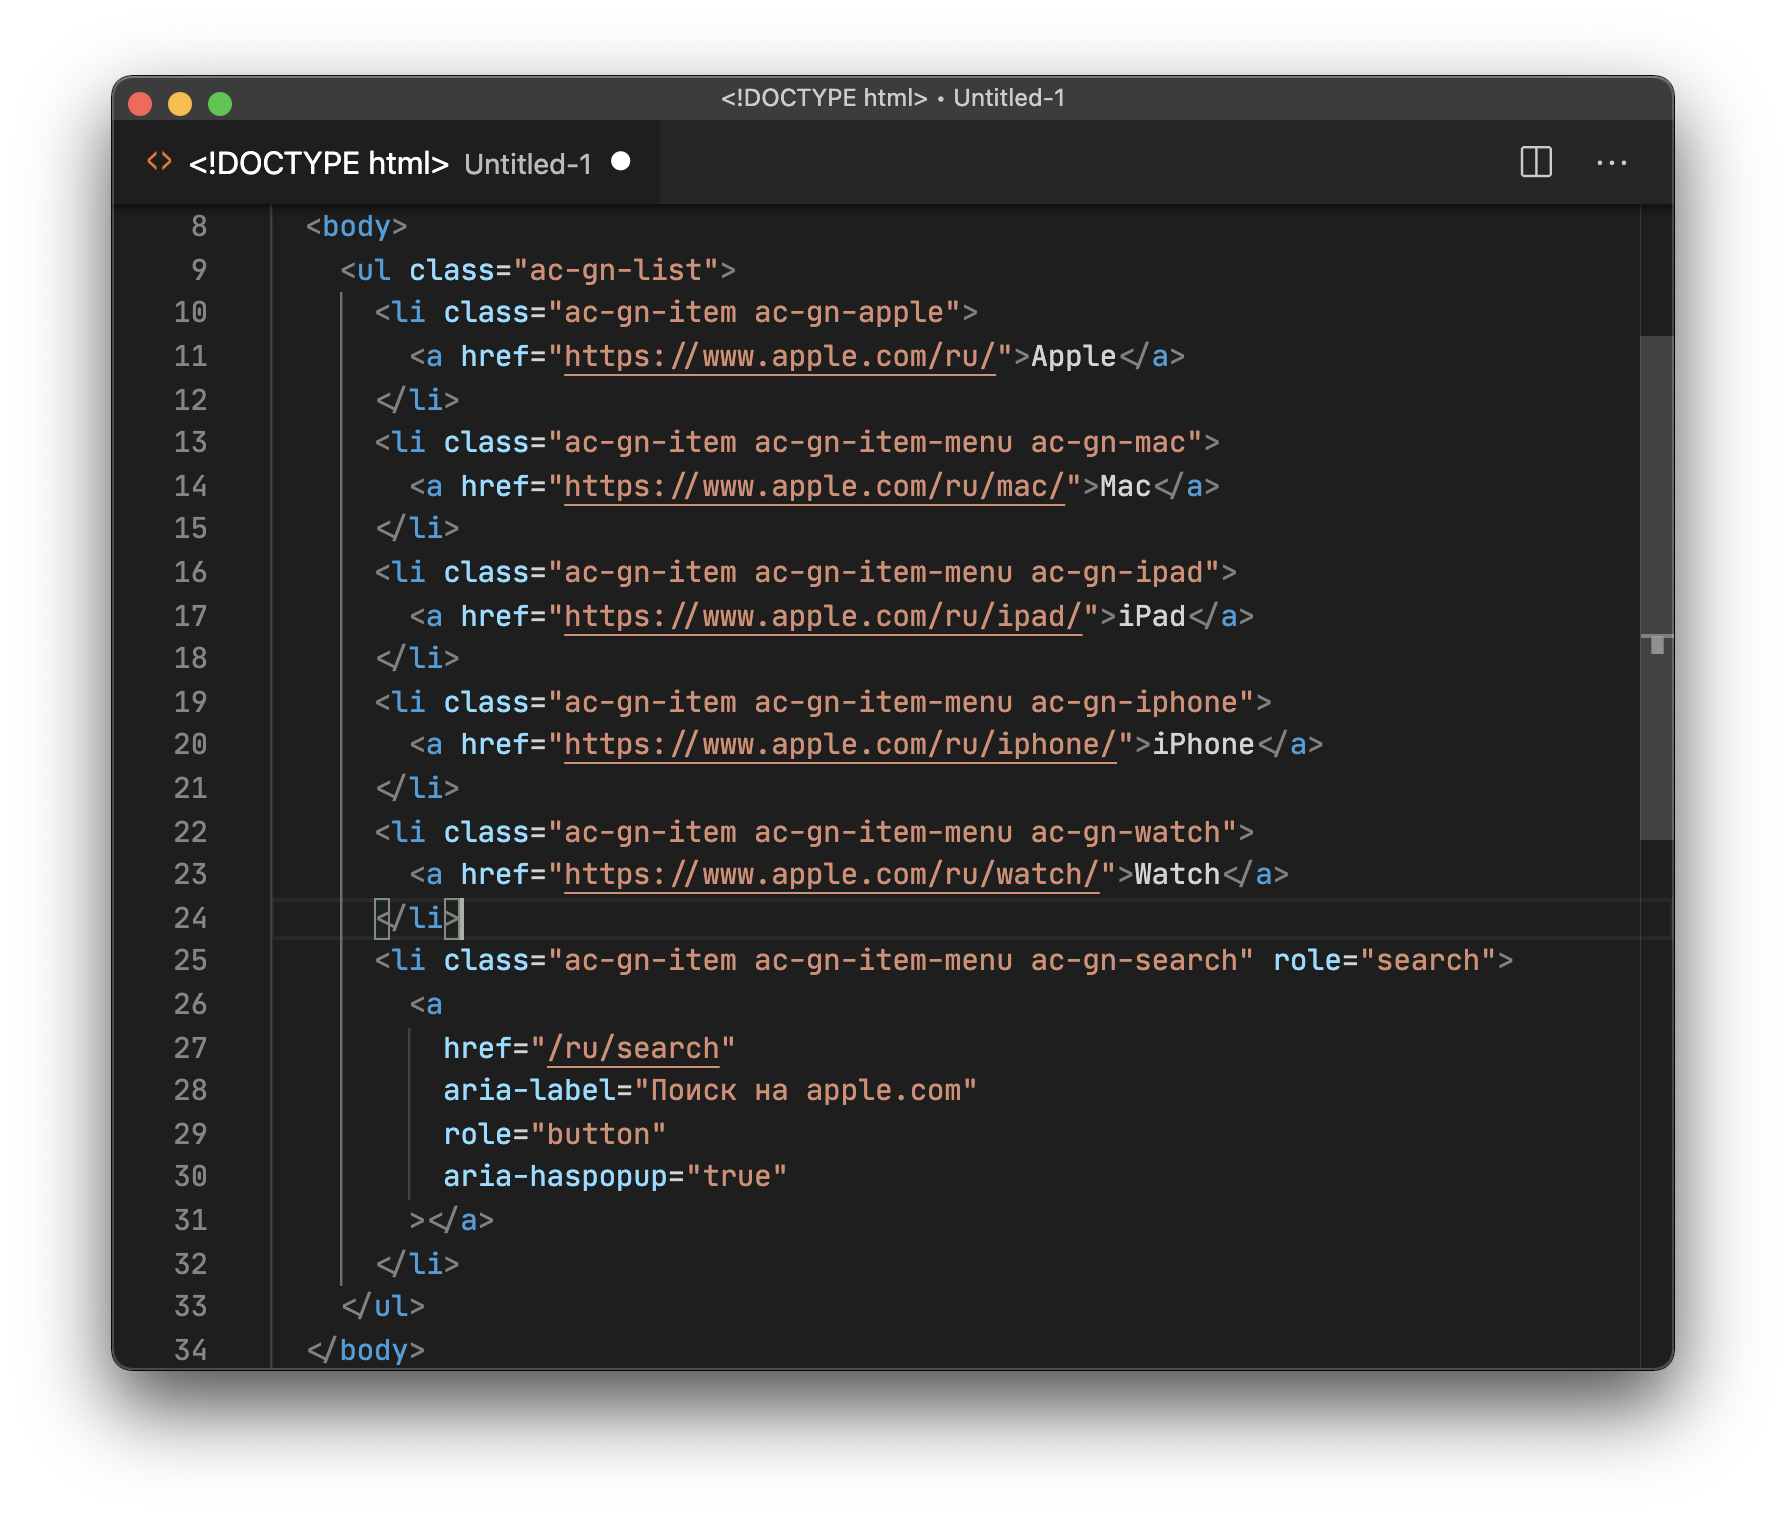 <!DOCTYPE html> • Untitled-1
<!DOCTYPE html> Untitled-1
8 <body>
9 <ul class="ac-gn-list">
10 <li class="ac-gn-item ac-gn-apple">
11 <a href="https://www.apple.com/ru/">Apple</a>
12 </li>
13 <li class="ac-gn-item ac-gn-item-menu ac-gn-mac">
14 <a href="https://www.apple.com/ru/mac/">Mac</a>
15 </li>
16 <li class="ac-gn-item ac-gn-item-menu ac-gn-ipad">
17 <a href="https://www.apple.com/ru/ipad/">iPad</a>
18 </li>
19 <li class="ac-gn-item ac-gn-item-menu ac-gn-iphone">
20 <a href="https://www.apple.com/ru/iphone/">iPhone</a>
21 </li>
22 <li class="ac-gn-item ac-gn-item-menu ac-gn-watch">
23 <a href="https://www.apple.com/ru/watch/">Watch</a>
24 </li>
25 <li class="ac-gn-item ac-gn-item-menu ac-gn-search" role="search">
26 <a
27 href="/ru/search"
28 aria-label="Поиск на apple.com"
29 role="button"
30 aria-haspopup="true"
31 ></a>
32 </li>
33 </ul>
34 </body>